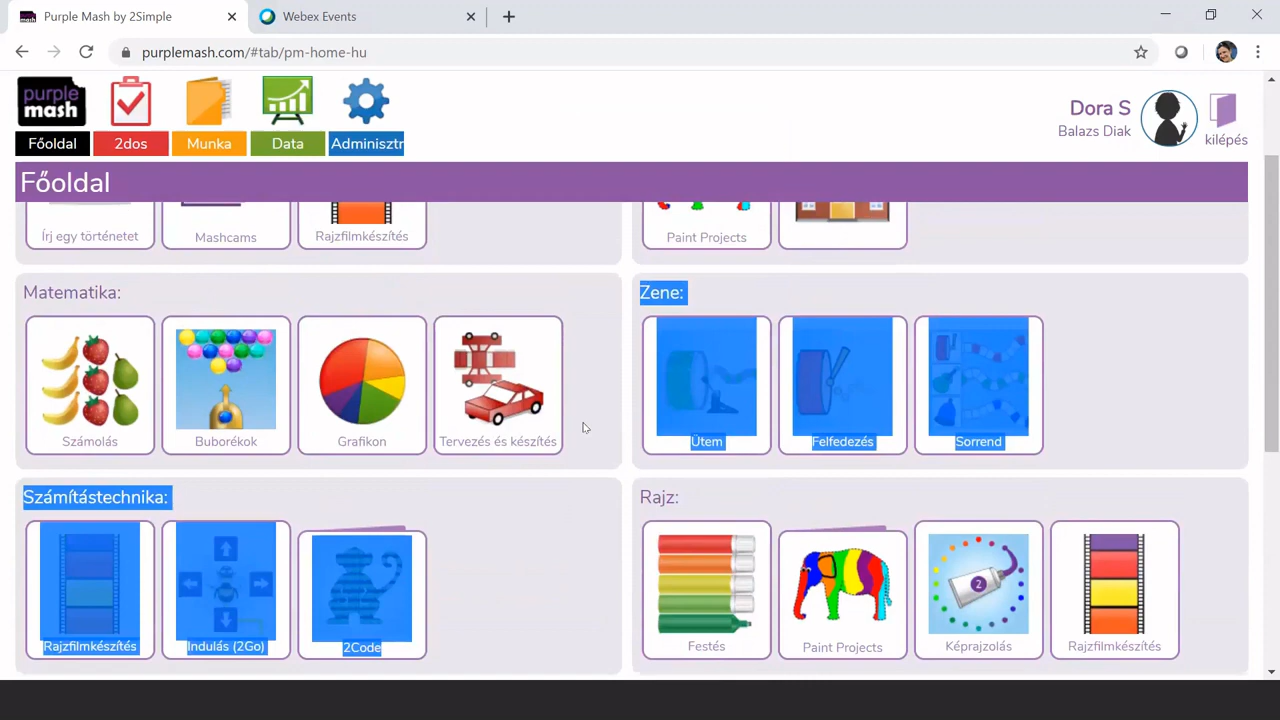 Purple Mash by 2Simple
Webex Events
purplemash.com/#tab/pm-home-hu
purple
mash
Főoldal
2dos
Munka
Data
Adminisztr
Dora S
Balazs Diak
kilépés
Főoldal
Írj egy történetet
Mashcams
Rajzfilmkészítés
Paint Projects
Matematika:
Számolás
Buborékok
Grafikon
Tervezés és készítés
Zene:
Ütem
Felfedezés
Sorrend
Számítástechnika:
Rajzfilmkészítés
Indulás (2Go)
2Code
Rajz:
Festés
Paint Projects
2
Képrajzolás
Rajzfilmkészítés